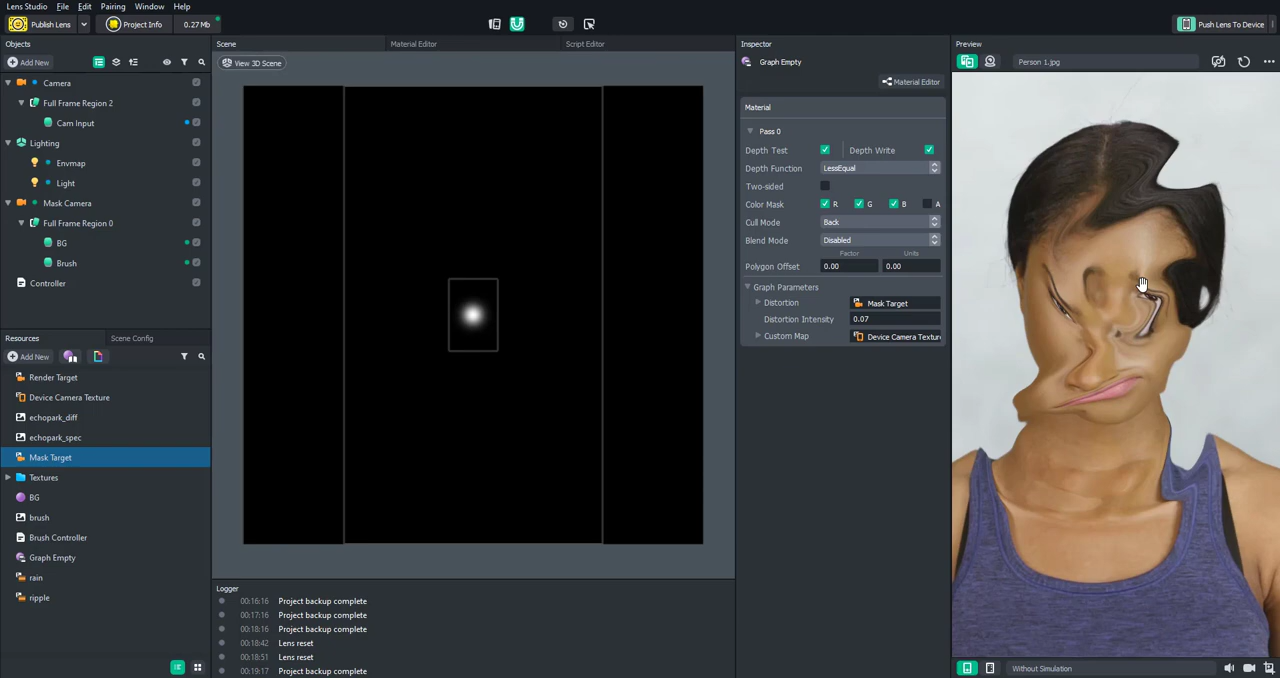 Lens Studio File Edit Pairing Window Help
Publish Lens Project Info 0.27 Mb Push Lens To Device
Objects
Add New
Camera
Full Frame Region 2
Cam Input
Lighting
Envmap
Light
Mask Camera
Full Frame Region 0
BG
Brush
Controller
Resources Scene Config
Add New
Render Target
Device Camera Texture
echopark_diff
echopark_spec
Mask Target
Textures
BG
brush
Brush Controller
Graph Empty
rain
ripple
Scene Material Editor Script Editor
View 3D Scene
Logger
00:16:16 Project backup complete
00:17:16 Project backup complete
00:18:16 Project backup complete
00:18:42 Lens reset
00:18:51 Lens reset
00:19:17 Project backup complete
Inspector
Graph Empty
Material Editor
Material
Pass 0
Depth Test Depth Write
Depth Function LessEqual
Two-sided
Color Mask R G B A
Cull Mode Back
Blend Mode Disabled
Factor Units
Polygon Offset 0.00 0.00
Graph Parameters
Distortion Mask Target
Distortion Intensity 0.07
Custom Map Device Camera Texture
Preview
Person 1.jpg
Without Simulation